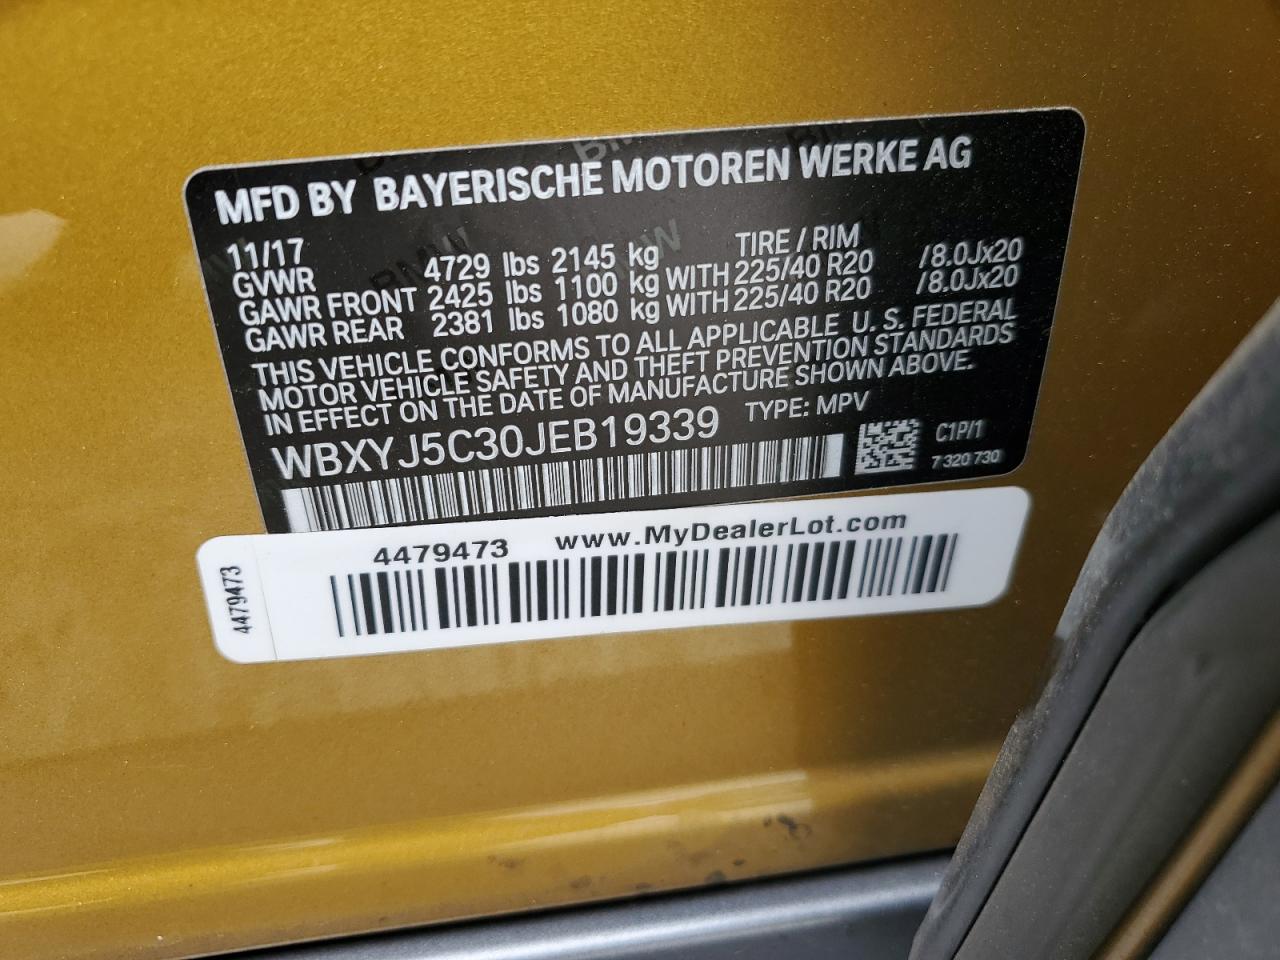 MFD BY BAYERISCHE MOTOREN WERKE AG
11/17 TIRE / RIM
GVWR 4729 lbs 2145 kg
GAWR FRONT 2425 lbs 1100 kg WITH 225/40 R20 /8.0Jx20
GAWR REAR 2381 lbs 1080 kg WITH 225/40 R20 /8.0Jx20
THIS VEHICLE CONFORMS TO ALL APPLICABLE U. S. FEDERAL
MOTOR VEHICLE SAFETY AND THEFT PREVENTION STANDARDS
IN EFFECT ON THE DATE OF MANUFACTURE SHOWN ABOVE.
WBXYJ5C30JEB19339 TYPE: MPV
C1P/1
7 320 730
4479473 www.MyDealerLot.com
4479473